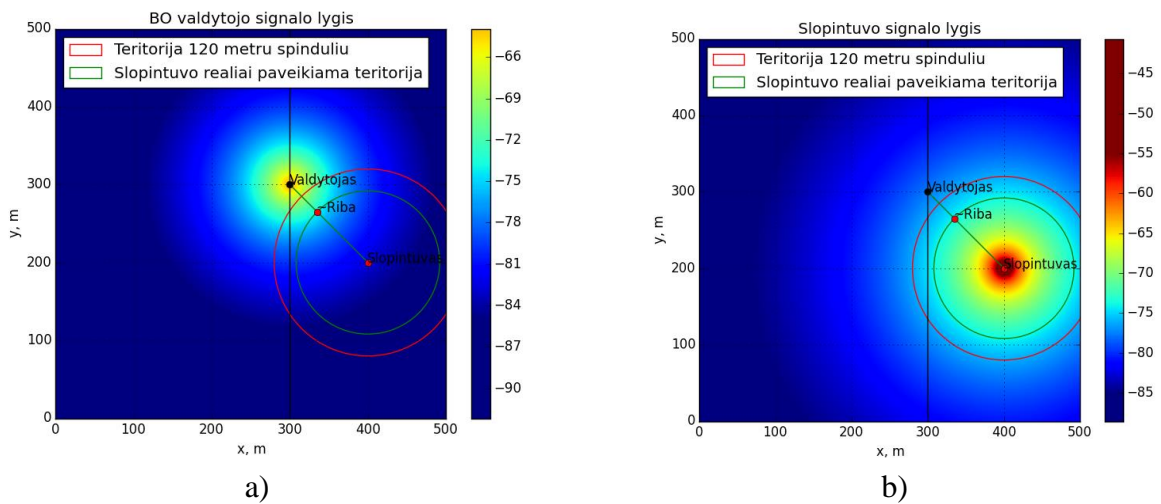 BO valdytojo signalo lygis
500
Teritorija 120 metru spinduliu
Slopintuvo realiai paveikiama teritorija
400
300
200
100
0
y, m
Valdytojas
−Riba
Slopintuvas
0 100 200 300 400 500
x, m
−66
−69
−72
−75
−78
−81
−84
−87
−90
a)
Slopintuvo signalo lygis
500
Teritorija 120 metru spinduliu
Slopintuvo realiai paveikiama teritorija
400
300
200
100
0
y, m
Valdytojas
−Riba
Slopintuvas
0 100 200 300 400 500
x, m
−45
−50
−55
−60
−65
−70
−75
−80
−85
b)